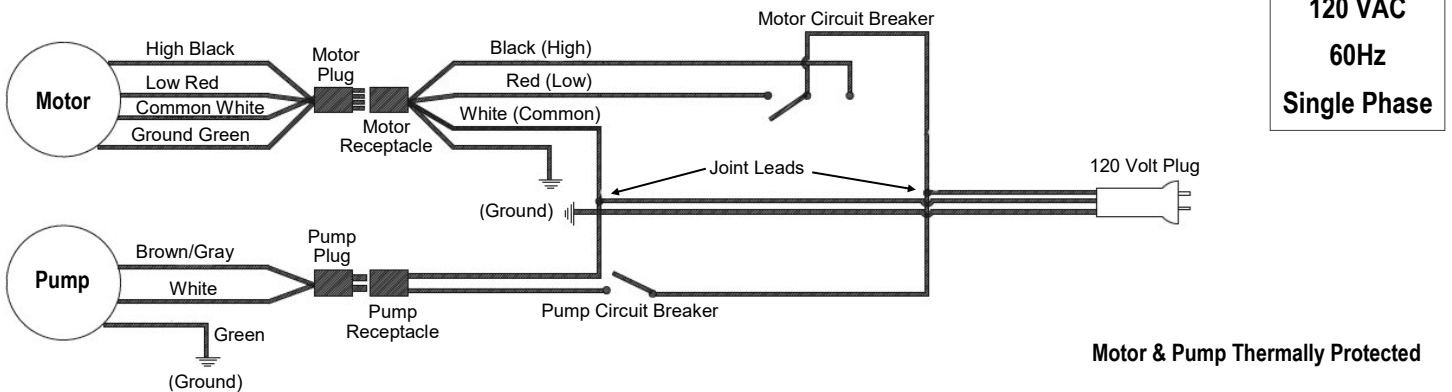 Motor Circuit Breaker
120 VAC
60Hz
Single Phase
High Black
Motor
Plug
Black (High)
Low Red
Red (Low)
Motor
Common White
White (Common)
Ground Green
Motor
Receptacle
Joint Leads
120 Volt Plug
(Ground)
Pump
Plug
Brown/Gray
Pump
White
Pump
Receptacle
Pump Circuit Breaker
Green
(Ground)
Motor & Pump Thermally Protected